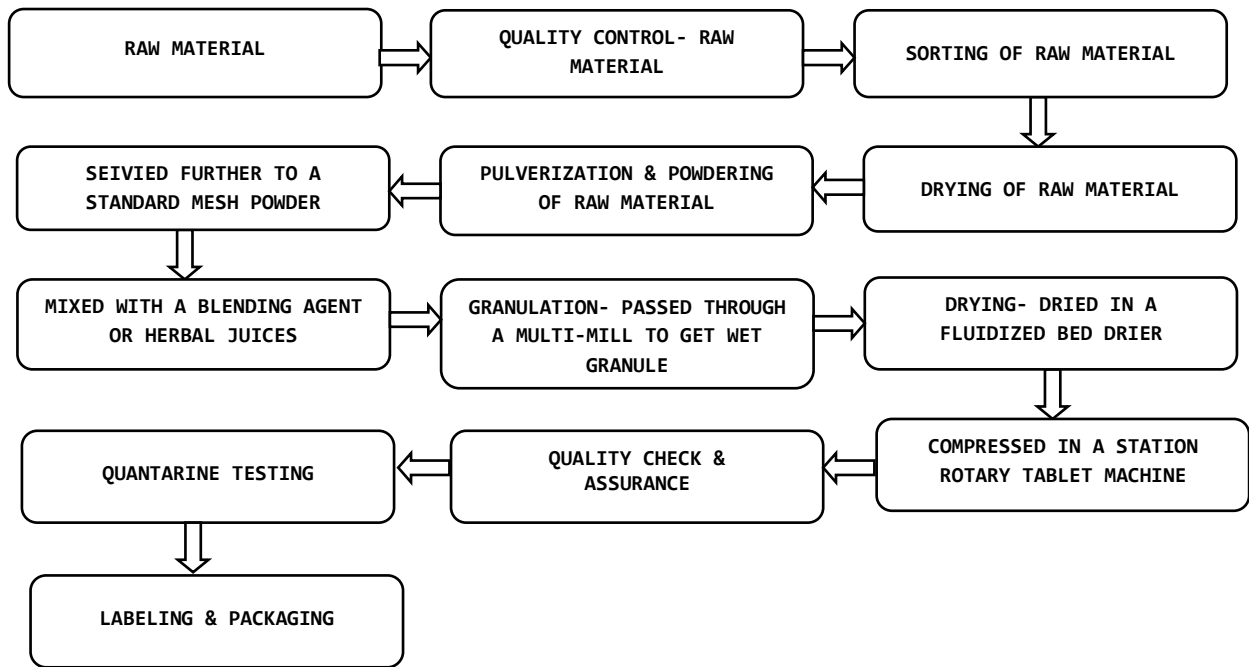 RAW MATERIAL
QUALITY CONTROL- RAW
MATERIAL
SORTING OF RAW MATERIAL
DRYING OF RAW MATERIAL
PULVERIZATION & POWDERING
OF RAW MATERIAL
SEIVIED FURTHER TO A
STANDARD MESH POWDER
MIXED WITH A BLENDING AGENT
OR HERBAL JUICES
GRANULATION- PASSED THROUGH
A MULTI-MILL TO GET WET
GRANULE
DRYING- DRIED IN A
FLUIDIZED BED DRIER
COMPRESSED IN A STATION
ROTARY TABLET MACHINE
QUALITY CHECK &
ASSURANCE
QUANTARINE TESTING
LABELING & PACKAGING